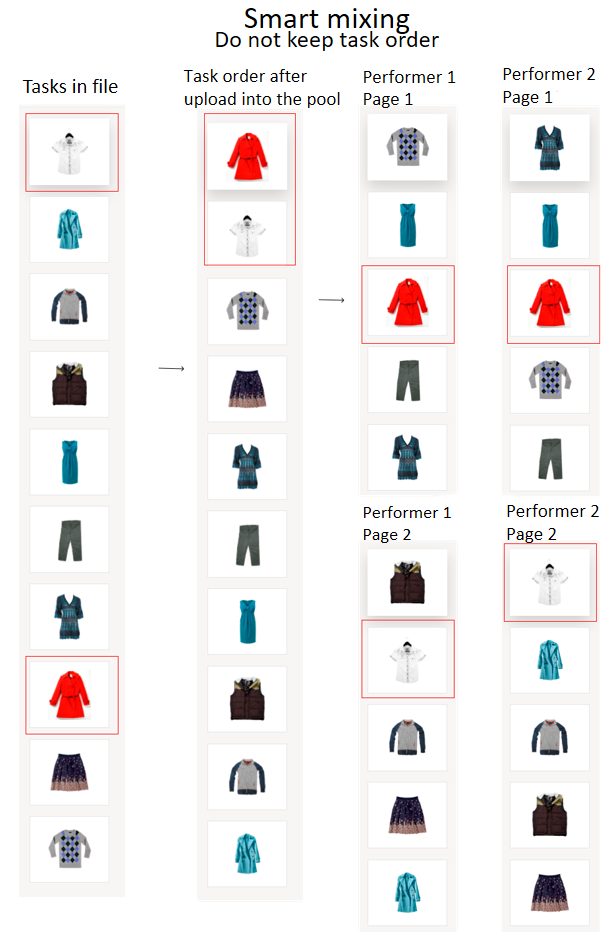 Smart mixing
Do not keep task order
Tasks in file
Task order after
upload into the pool
Performer 1
Page 1
Performer 2
Page 1
Performer 1
Page 2
Performer 2
Page 2